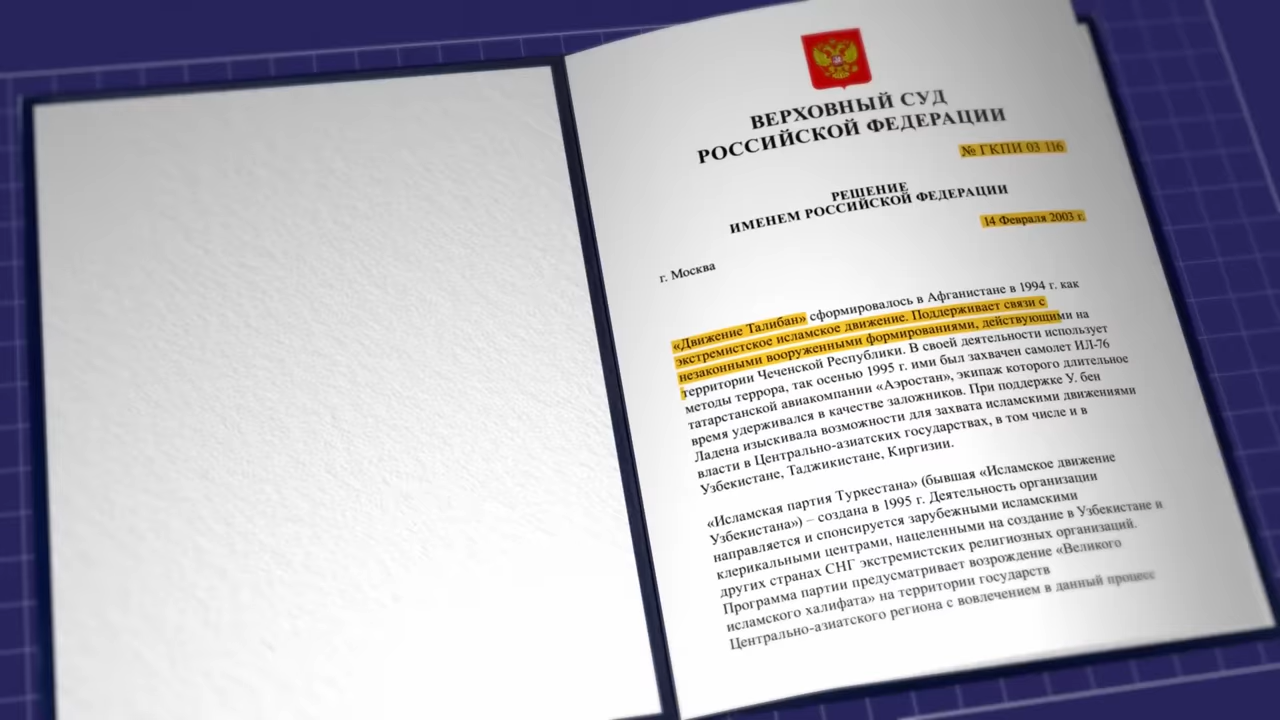 ВЕРХОВНЫЙ СУД
РОССИЙСКОЙ ФЕДЕРАЦИИ
№ ГКПИ 03 116
РЕШЕНИЕ
ИМЕНЕМ РОССИЙСКОЙ ФЕДЕРАЦИИ
14 Февраля 2003 г.
г. Москва
«Движение Талибан» сформировалось в Афганистане в 1994 г. как
экстремистское исламское движение. Поддерживает связи с
незаконными вооруженными формированиями, действующими на
территории Чеченской Республики. В своей деятельности использует
методы террора, так осенью 1995 г. ими был захвачен самолет ИЛ-76
татарстанской авиакомпании «Аэростан», экипаж которого длительное
время удерживался в качестве заложников. При поддержке У. бен
Ладена изыскивала возможности для захвата исламскими движениями
власти в Центрально-азиатских государствах, в том числе и в
Узбекистане, Таджикистане, Киргизии.
«Исламская партия Туркестана» (бывшая «Исламское движение
Узбекистана») – создана в 1995 г. Деятельность организации
направляется и спонсируется зарубежными исламскими
клерикальными центрами, нацеленными на создание в Узбекистане и
других странах СНГ экстремистских религиозных организаций.
Программа партии предусматривает возрождение «Великого
исламского халифата» на территории государств
Центрально-азиатского региона с вовлечением в данный процесс